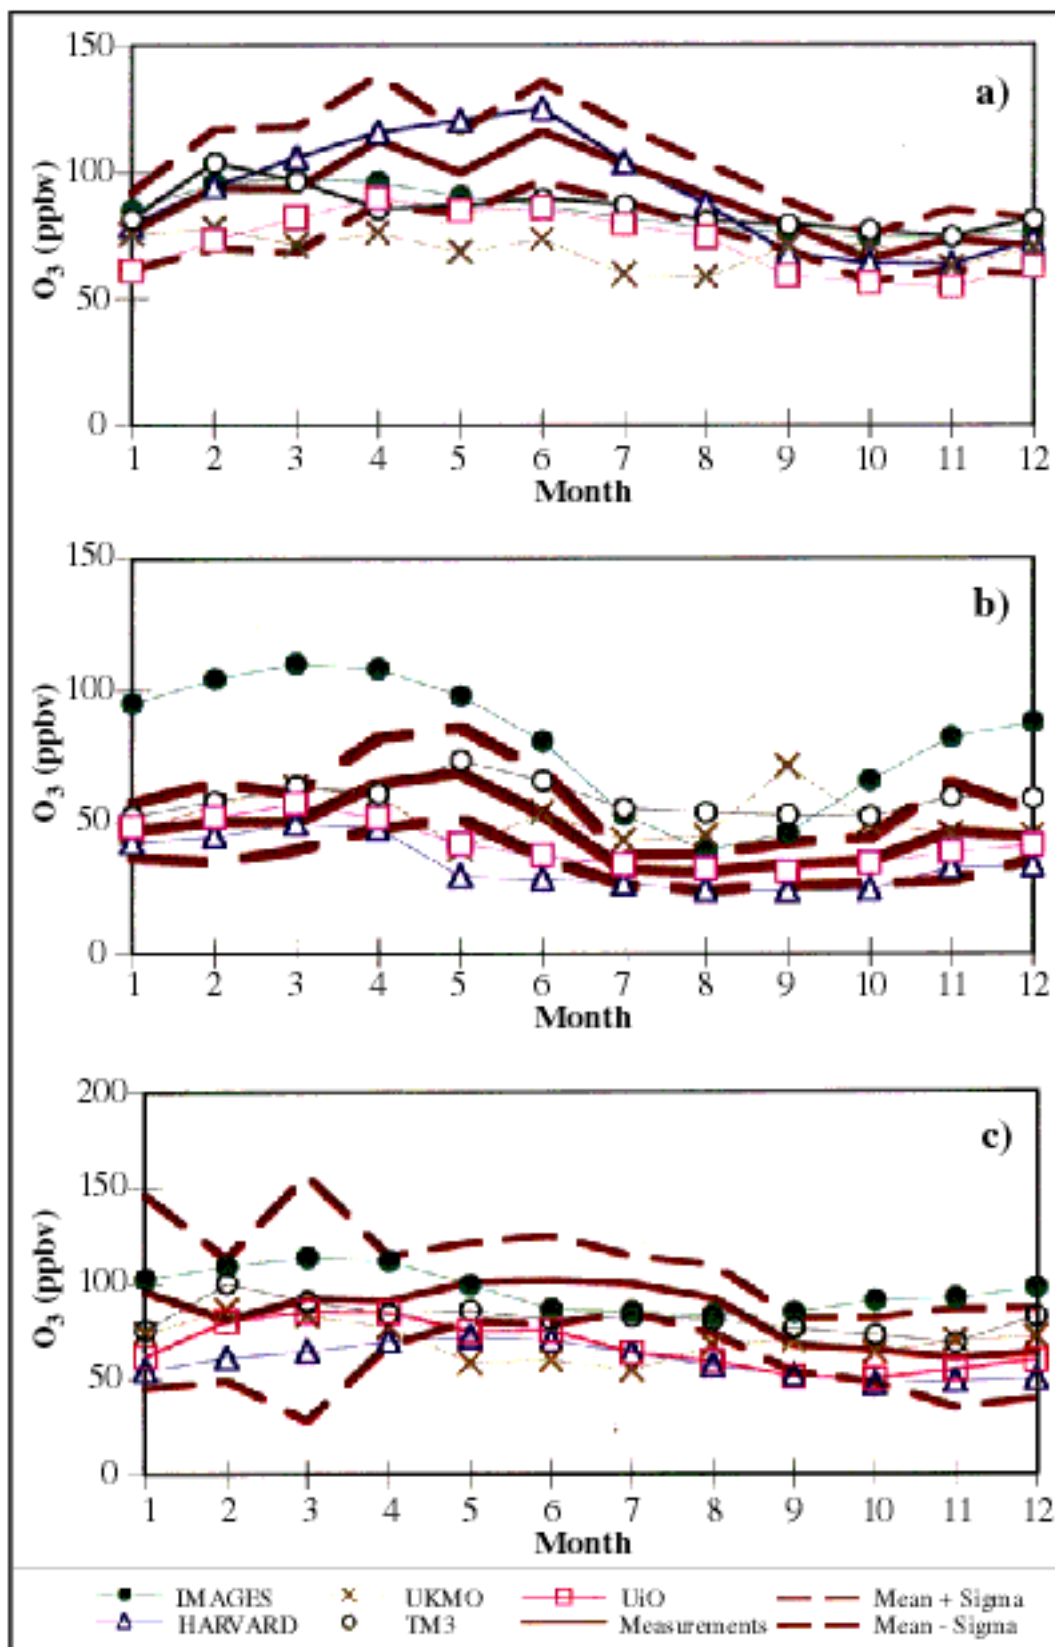 150
a)
100
O3 (ppbv)
50
0
1 2 3 4 5 6 7 8 9 10 11 12
Month
150
b)
100
O3 (ppbv)
50
0
1 2 3 4 5 6 7 8 9 10 11 12
Month
200
c)
150
O3 (ppbv)
100
50
0
1 2 3 4 5 6 7 8 9 10 11 12
Month
IMAGES UKMO UiO Mean + Sigma
HARVARD TM3 Measurements Mean - Sigma